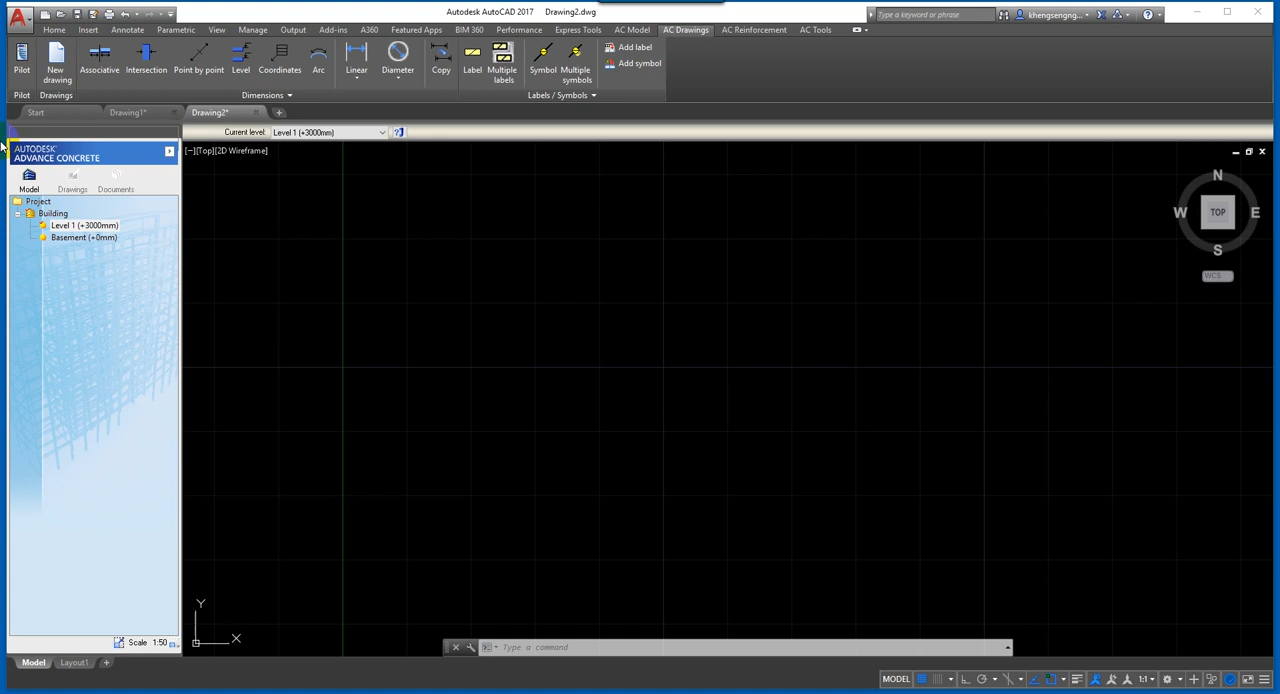 Autodesk AutoCAD 2017 Drawing2.dwg
Type a keyword or phrase
khengsengng...
Home Insert Annotate Parametric View Manage Output Add-ins A360 Featured Apps BIM 360 Performance Express Tools AC Model AC Drawings AC Reinforcement AC Tools
Pilot New drawing Associative Intersection Point by point Level Coordinates Arc Linear Diameter Copy Label Multiple labels Symbol Multiple symbols
Add label
Add symbol
Pilot Drawings Dimensions Labels / Symbols
Start Drawing1* Drawing2*
Current level: Level 1 (+3000mm)
AUTODESK®
ADVANCE CONCRETE
[−][Top][2D Wireframe]
Model Drawings Documents
Project
Building
Level 1 (+3000mm)
Basement (+0mm)
N
W TOP E
S
WCS
Y
X
Scale 1:50
Type a command
Model Layout1
MODEL 1:1